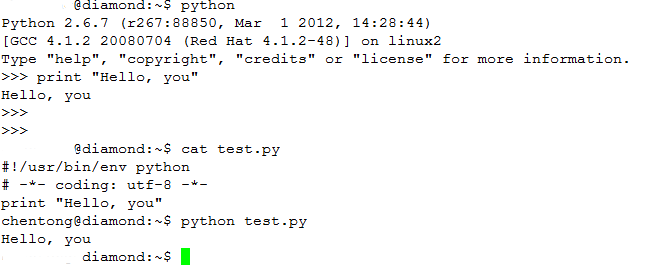 @diamond:~$ python
Python 2.6.7 (r267:88850, Mar  1 2012, 14:28:44)
[GCC 4.1.2 20080704 (Red Hat 4.1.2-48)] on linux2
Type "help", "copyright", "credits" or "license" for more information.
>>> print "Hello, you"
Hello, you
>>>
>>>
@diamond:~$ cat test.py
#!/usr/bin/env python
# -*- coding: utf-8 -*-
print "Hello, you"
chentong@diamond:~$ python test.py
Hello, you
diamond:~$